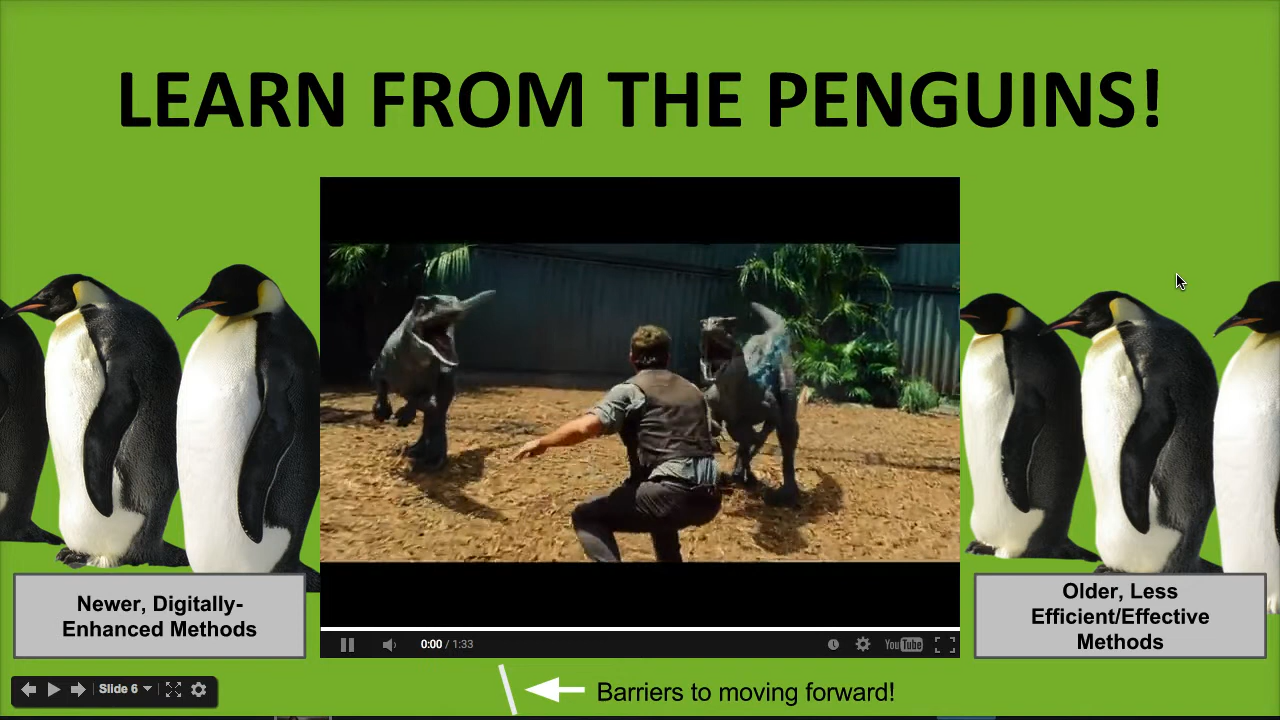 LEARN FROM THE PENGUINS!
Newer, Digitally-
Enhanced Methods
Older, Less
Efficient/Effective
Methods
0:00 / 1:33
YouTube
Slide 6
Barriers to moving forward!